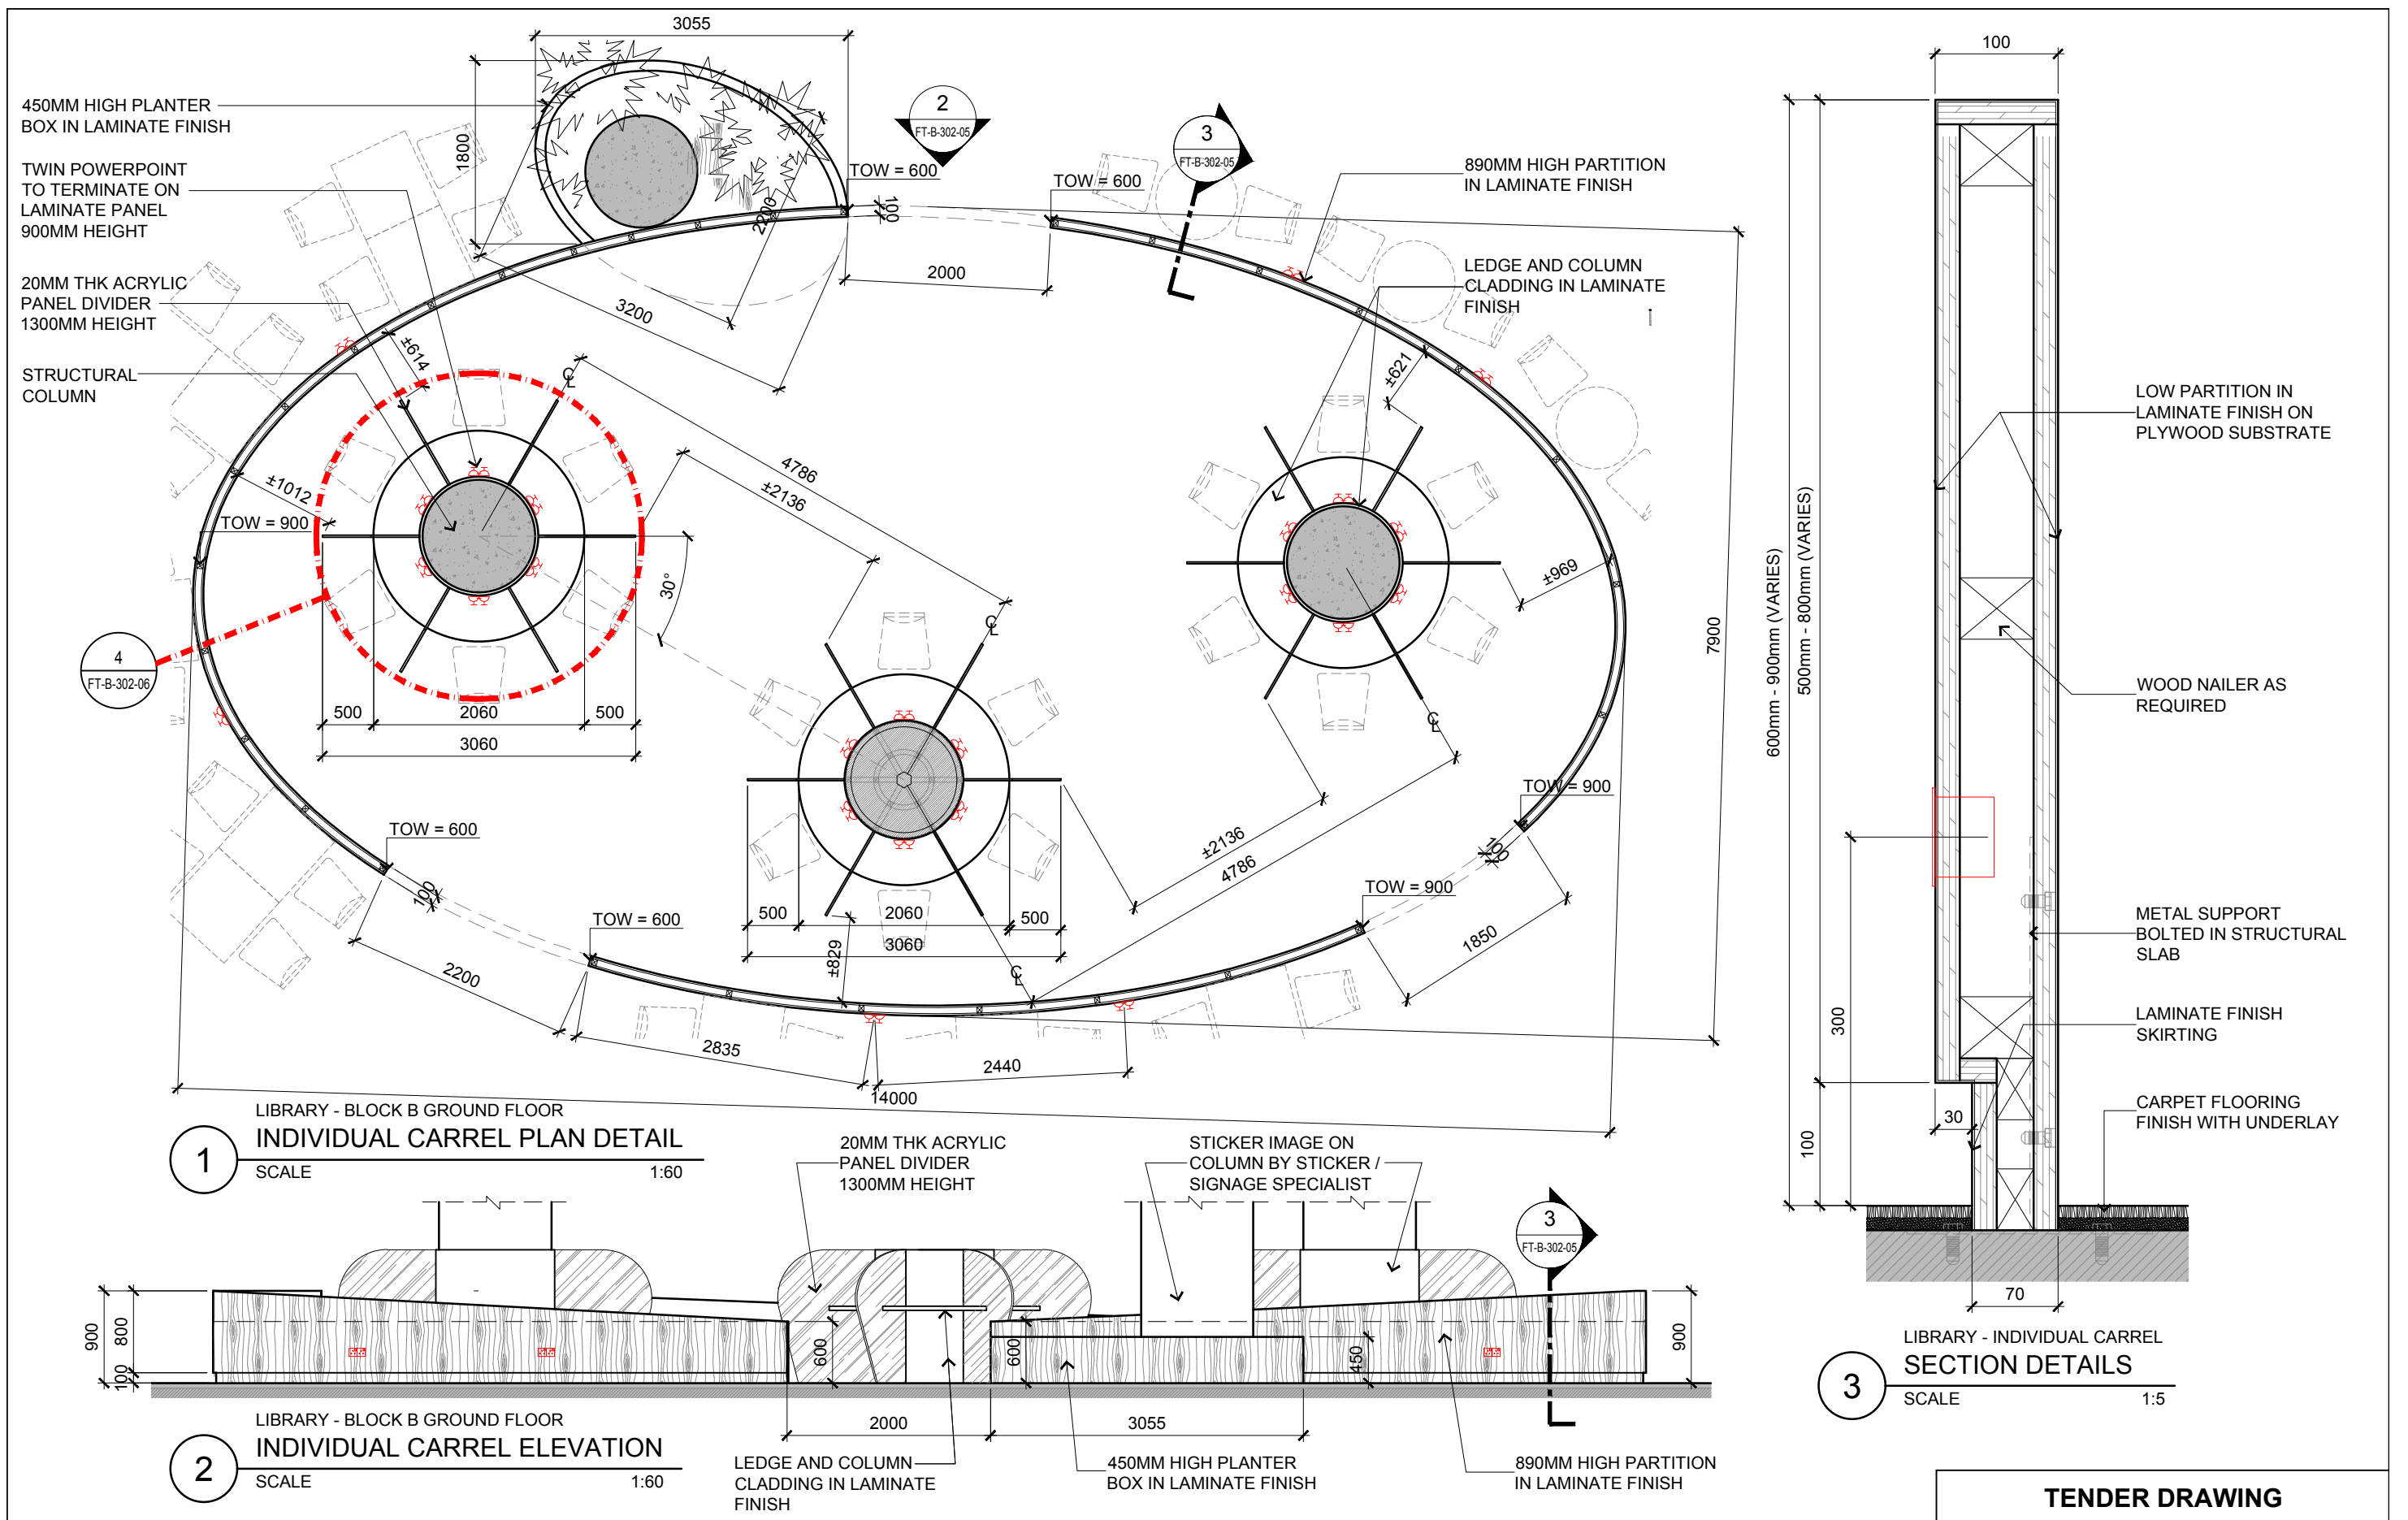 3055
450MM HIGH PLANTER
BOX IN LAMINATE FINISH
TWIN POWERPOINT
TO TERMINATE ON
LAMINATE PANEL
900MM HEIGHT
20MM THK ACRYLIC
PANEL DIVIDER
1300MM HEIGHT
STRUCTURAL
COLUMN
1800
2
FT-B-302-05
3
FT-B-302-05
TOW = 600
TOW = 600
890MM HIGH PARTITION
IN LAMINATE FINISH
LEDGE AND COLUMN
CLADDING IN LAMINATE
FINISH
100
2200
2000
3200
±614
±621
CL
4786
±2136
±1012
TOW = 900
30°
±969
7900
4
FT-B-302-06
500
2060
500
3060
CL
CL
TOW = 900
TOW = 600
100
100
±2136
4786
TOW = 900
TOW = 600
500
2060
500
3060
±829
CL
1850
2200
2835
2440
14000
LIBRARY - BLOCK B GROUND FLOOR
1
INDIVIDUAL CARREL PLAN DETAIL
SCALE
1:60
20MM THK ACRYLIC
PANEL DIVIDER
1300MM HEIGHT
STICKER IMAGE ON
COLUMN BY STICKER /
SIGNAGE SPECIALIST
3
FT-B-302-05
900
800
100
600
600
450
900
2000
3055
LIBRARY - BLOCK B GROUND FLOOR
2
INDIVIDUAL CARREL ELEVATION
SCALE
1:60
LEDGE AND COLUMN
CLADDING IN LAMINATE
FINISH
450MM HIGH PLANTER
BOX IN LAMINATE FINISH
890MM HIGH PARTITION
IN LAMINATE FINISH
100
600mm - 900mm (VARIES)
500mm - 800mm (VARIES)
LOW PARTITION IN
LAMINATE FINISH ON
PLYWOOD SUBSTRATE
WOOD NAILER AS
REQUIRED
METAL SUPPORT
BOLTED IN STRUCTURAL
SLAB
300
LAMINATE FINISH
SKIRTING
CARPET FLOORING
FINISH WITH UNDERLAY
30
100
70
LIBRARY - INDIVIDUAL CARREL
3
SECTION DETAILS
SCALE
1:5
TENDER DRAWING